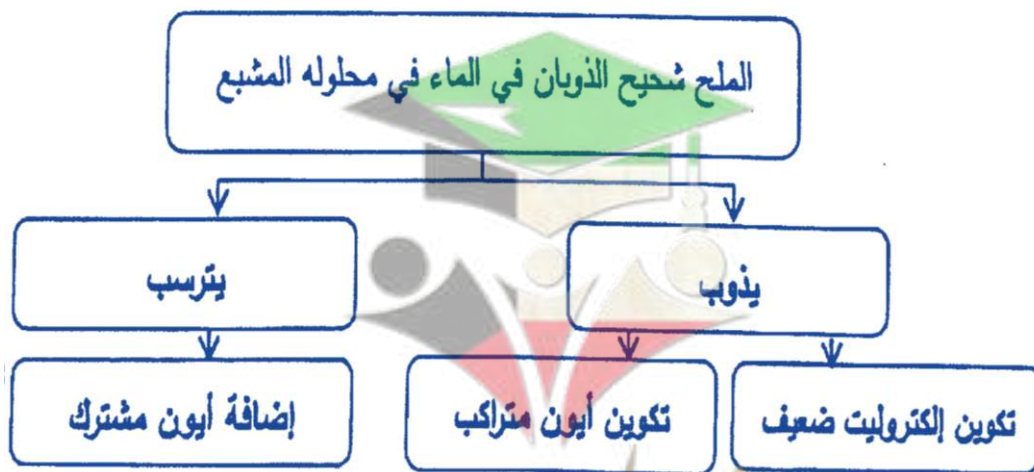 الملح شحيح الذوبان في الماء في محلوله المشبع
يذوب
يترسب
تكوين إلكتروليت ضعيف
تكوين أيون متراكب
إضافة أيون مشترك